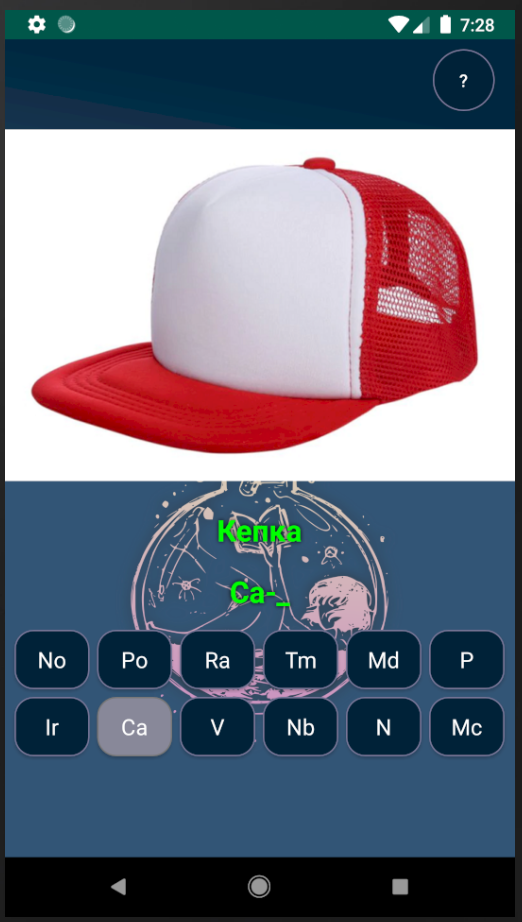 7:28
?
Кепка
Ca-_
No Po Ra Tm Md P
Ir Ca V Nb N Mc